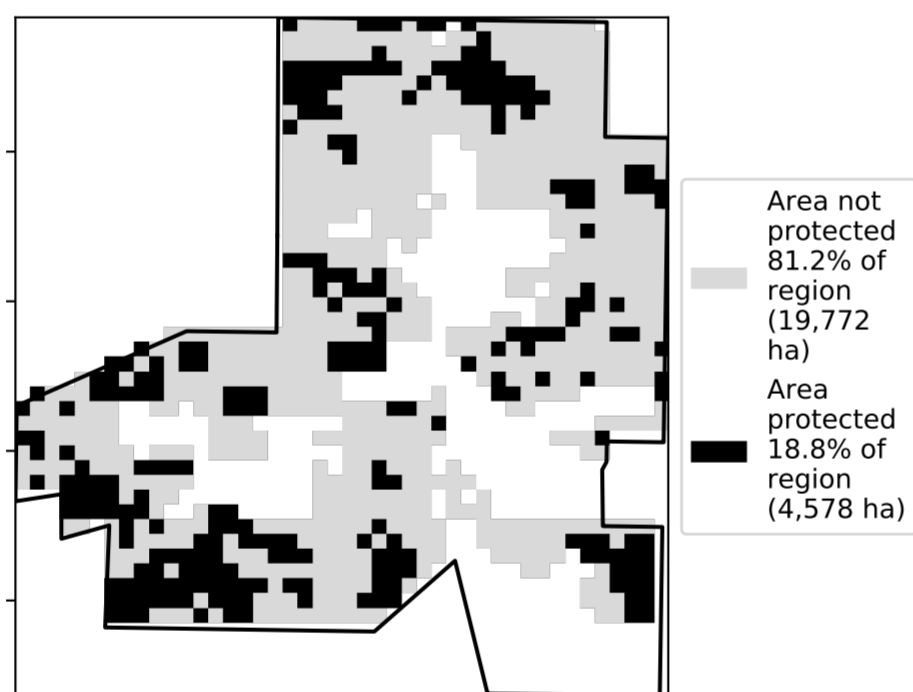 Area not
protected
81.2% of
region
(19,772
ha)
Area
protected
18.8% of
region
(4,578 ha)